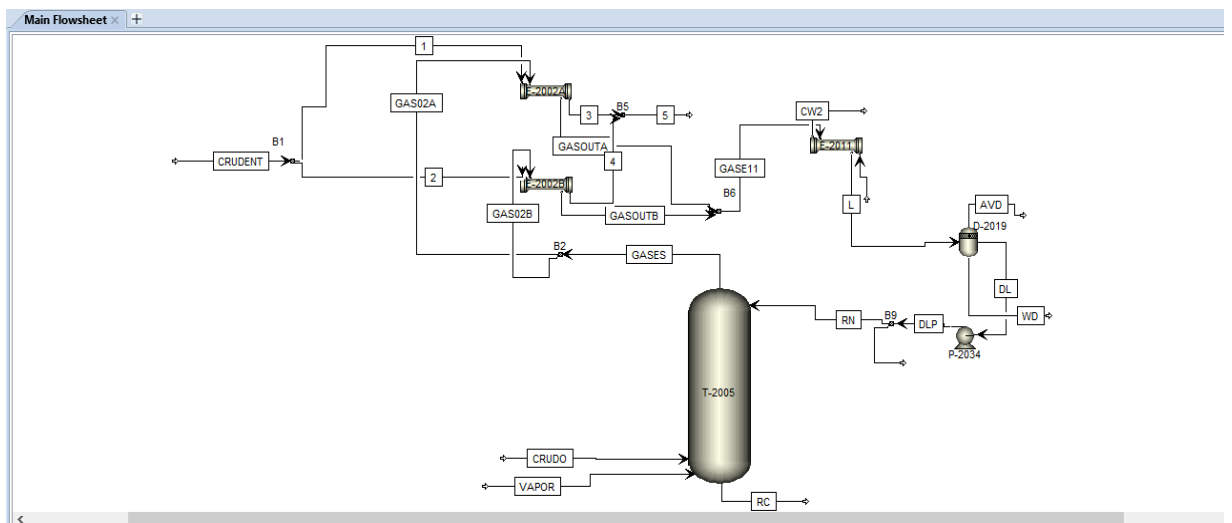 Main Flowsheet
1
E-2002A
GAS02A
3
B5
5
CW2
B1
GASOUTA
E-2011
CRUDENT
4
GASE11
2
E-2002B
B6
GAS02B
GASOUTB
L
AVD
D-2019
B2
GASES
DL
RN
B9
DLP
WD
P-2034
T-2005
CRUDO
VAPOR
RC